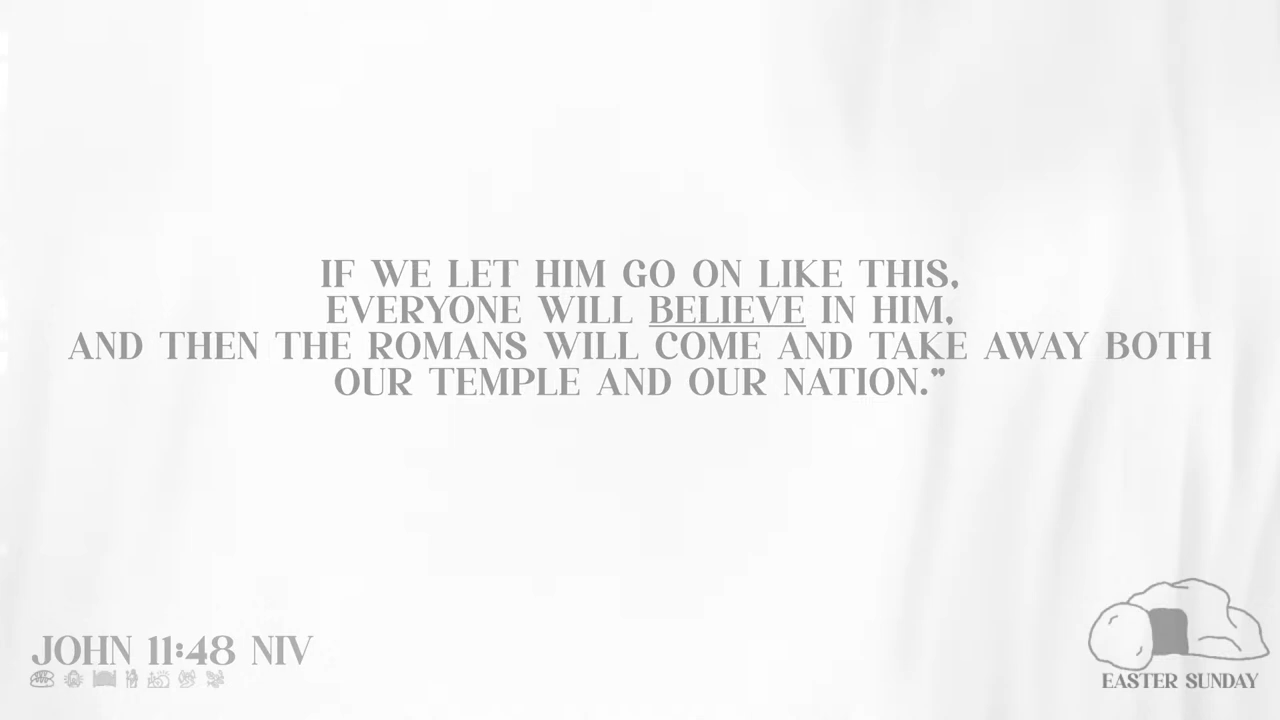 IF WE LET HIM GO ON LIKE THIS,
EVERYONE WILL BELIEVE IN HIM,
AND THEN THE ROMANS WILL COME AND TAKE AWAY BOTH
OUR TEMPLE AND OUR NATION.”
JOHN 11:48 NIV
EASTER SUNDAY